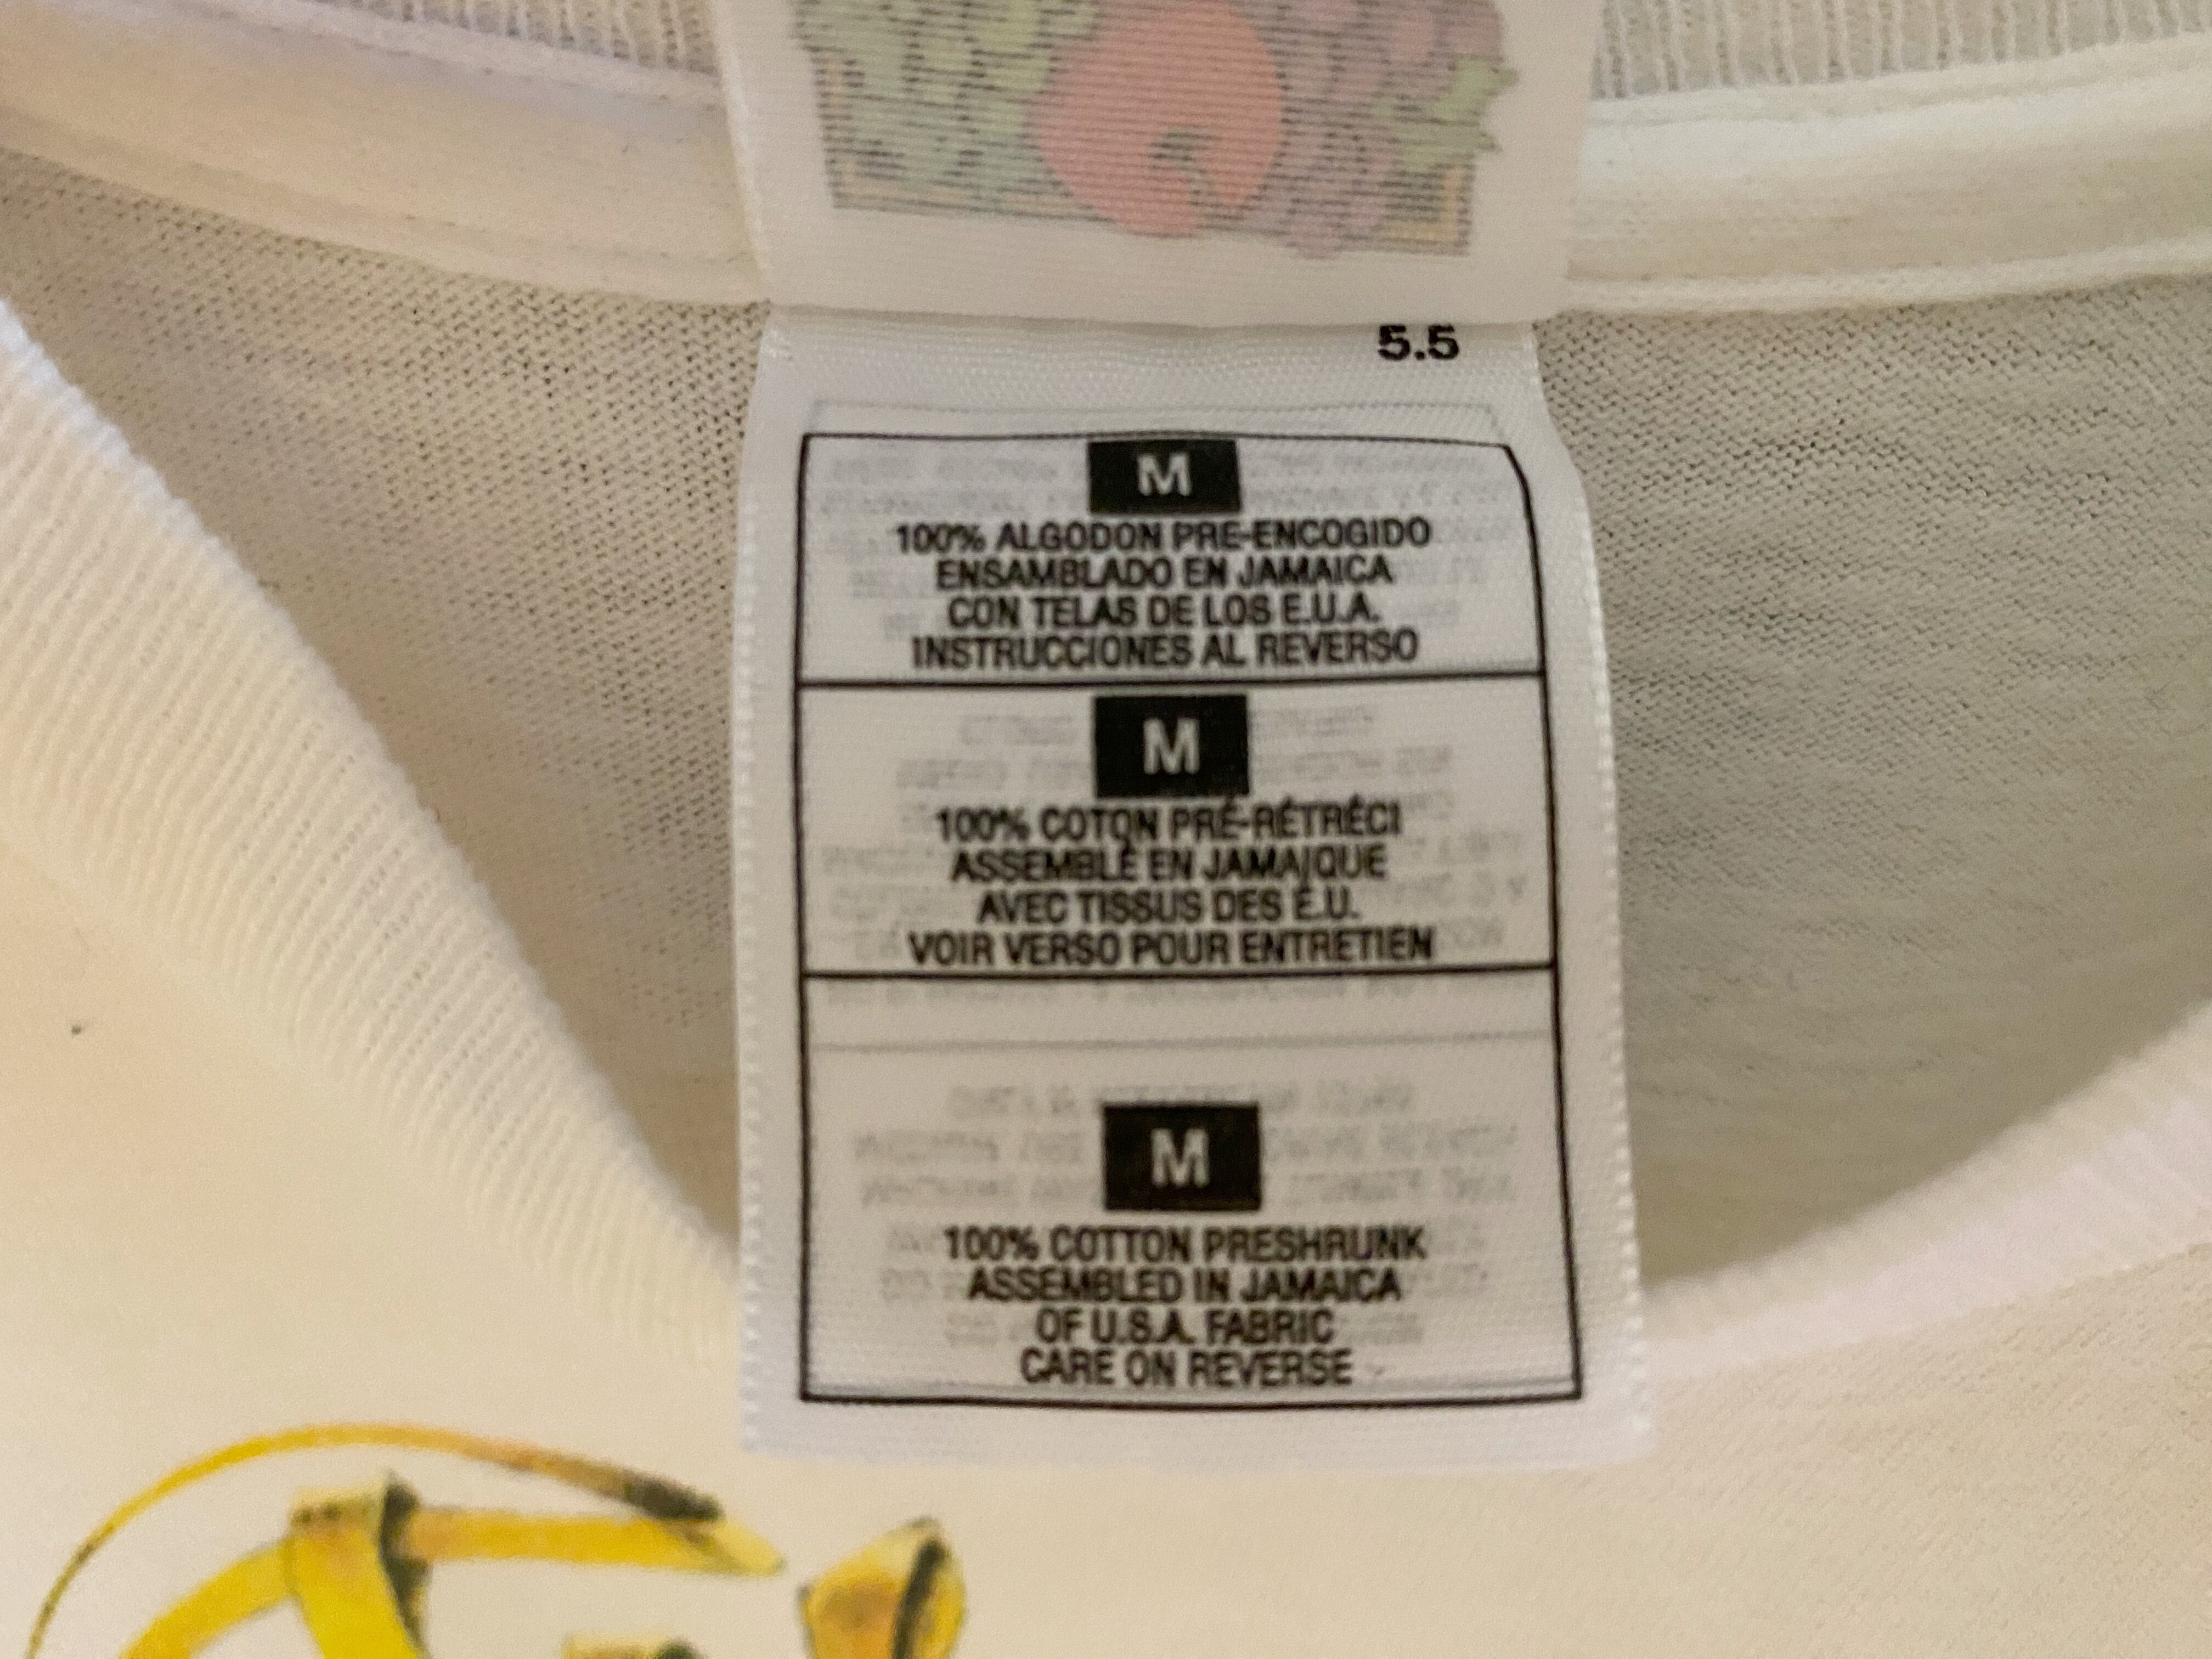 5.5
M
100% ALGODON PRE-ENCOGIDO
ENSAMBLADO EN JAMAICA
CON TELAS DE LOS E.U.A.
INSTRUCCIONES AL REVERSO
M
100% COTON PRÉ-RÉTRÉCI
ASSEMBLÉ EN JAMAÏQUE
AVEC TISSUS DES É.U.
VOIR VERSO POUR ENTRETIEN
M
100% COTTON PRESHRUNK
ASSEMBLED IN JAMAICA
OF U.S.A. FABRIC
CARE ON REVERSE